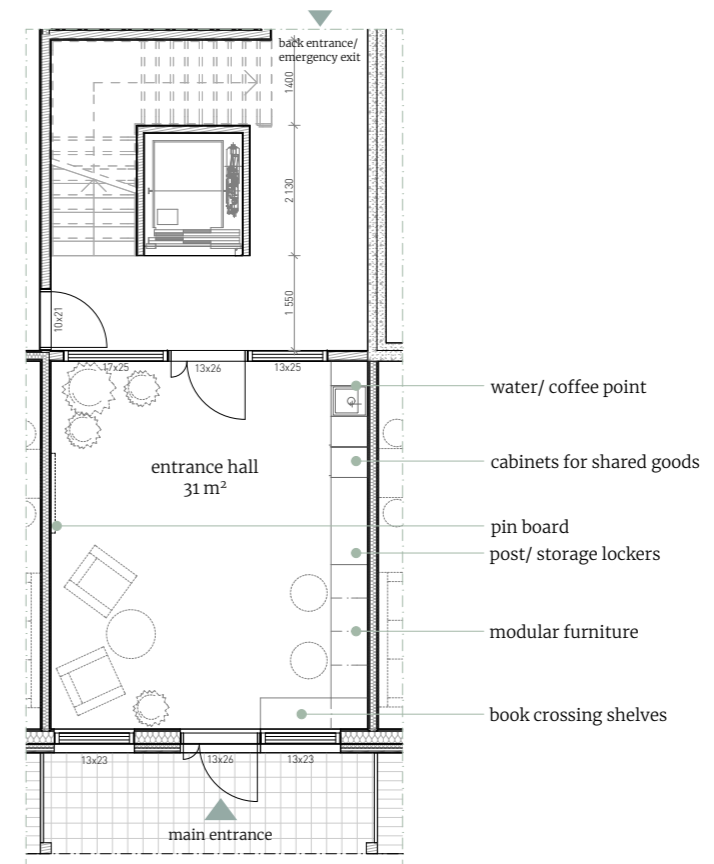 back entrance/
emergency exit
1400
2 130
1 550
10x21
17x25
13x26
13x25
water/ coffee point
entrance hall
31 m²
cabinets for shared goods
pin board
post/ storage lockers
modular furniture
book crossing shelves
13x23
13x26
13x23
main entrance